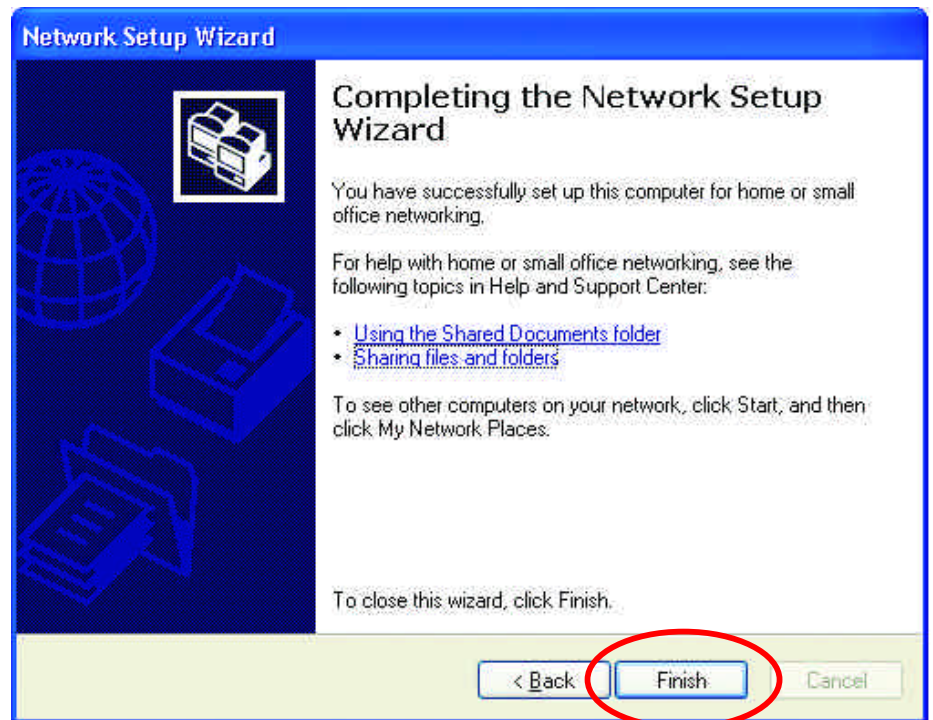 Network Setup Wizard
Completing the Network Setup
Wizard
You have successfully set up this computer for home or small
office networking.
For help with home or small office networking, see the
following topics in Help and Support Center:
• Using the Shared Documents folder
• Sharing files and folders
To see other computers on your network, click Start, and then
click My Network Places.
To close this wizard, click Finish.
< Back Finish Cancel